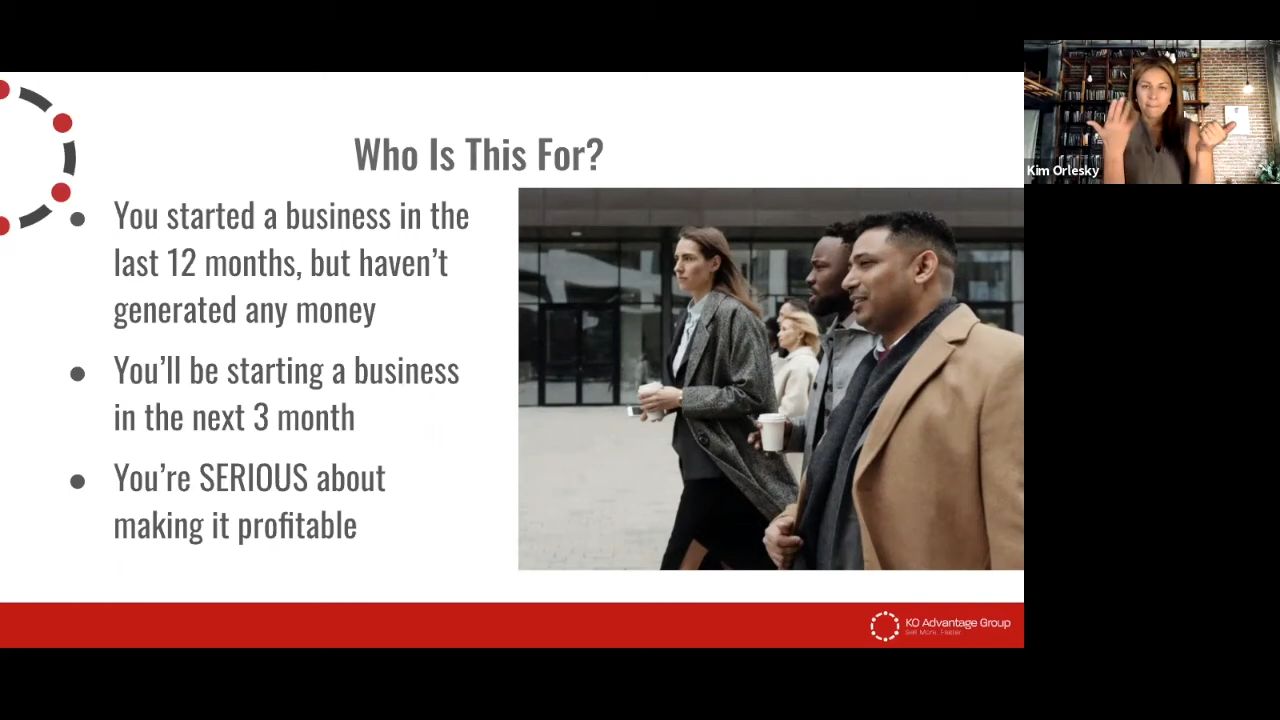 Who Is This For?
You started a business in the
last 12 months, but haven't
generated any money
You'll be starting a business
in the next 3 month
You're SERIOUS about
making it profitable
KO Advantage Group
Sell More, Faster
Kim Orlesky